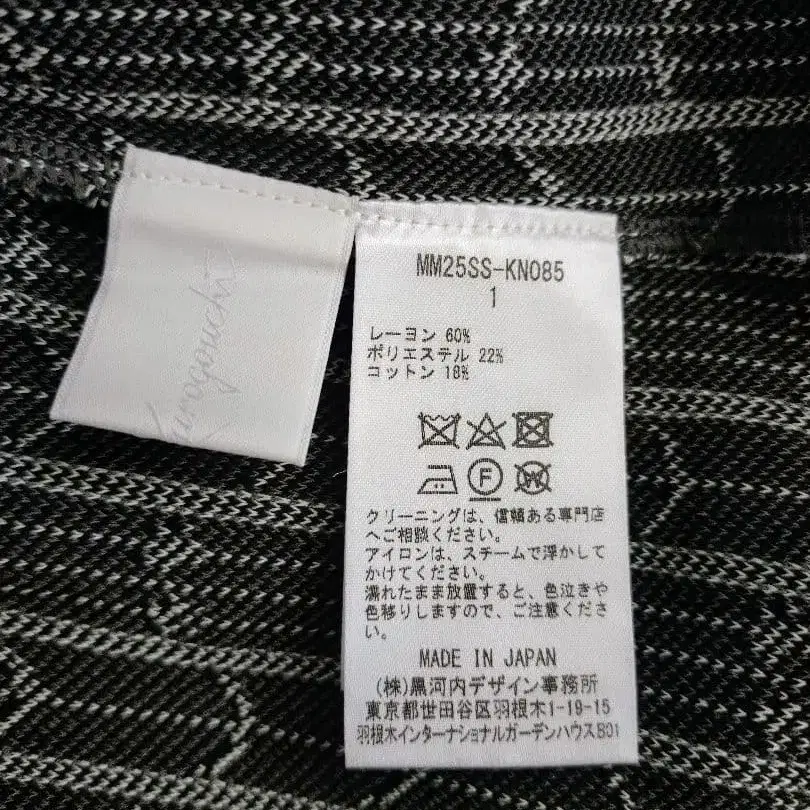 Kurogouchi
MM25SS-KN085
1
レーヨン 60%
ポリエステル 22%
コットン 18%
F
W
クリーニングは、信頼ある専門店
へご相談ください。
アイロンは、スチームで浮かして
かけてください。
濡れたまま放置すると、色泣きや
色移りしますので、ご注意くださ
い。
MADE IN JAPAN
(株)黒河内デザイン事務所
東京都世田谷区羽根木1-19-15
羽根木インターナショナルガーデンハウスB01